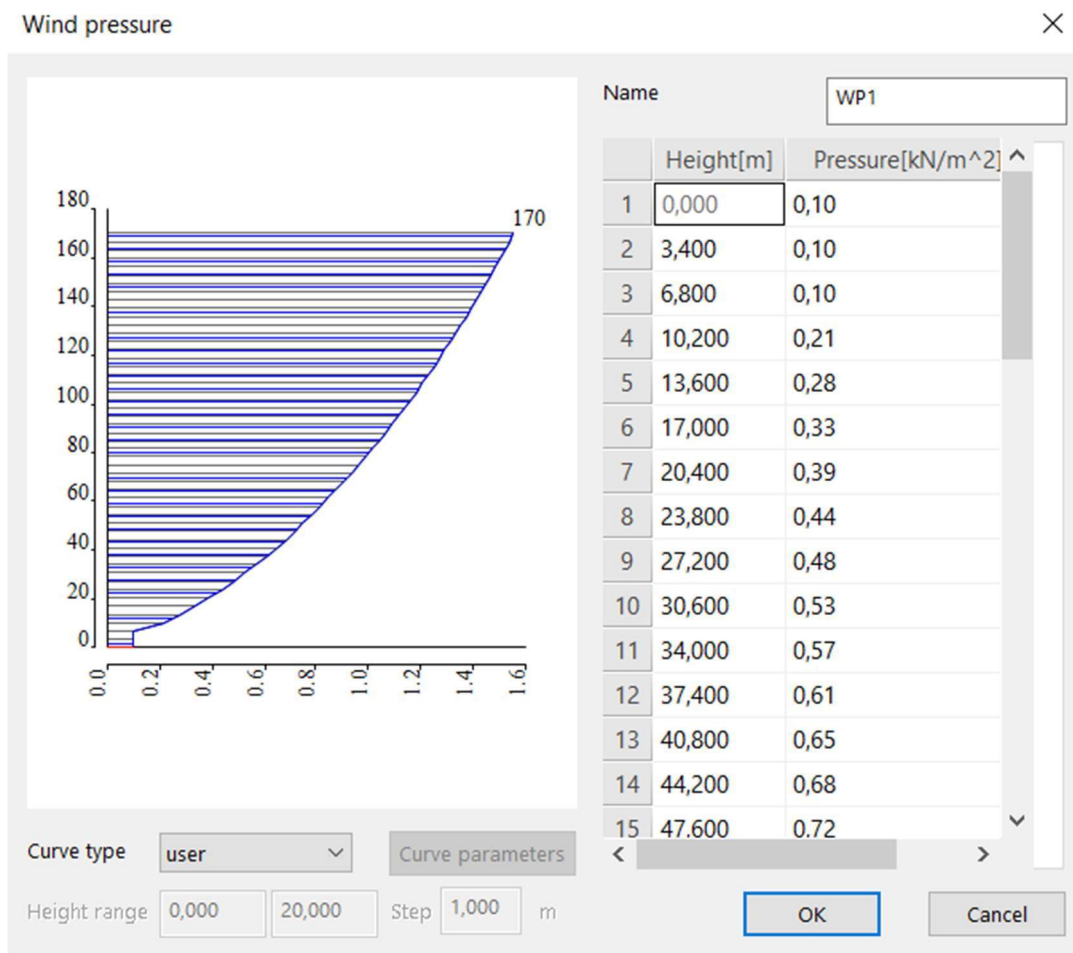 Wind pressure
Name WP1
Height[m] Pressure[kN/m^2]
1 0,000 0,10
2 3,400 0,10
3 6,800 0,10
4 10,200 0,21
5 13,600 0,28
6 17,000 0,33
7 20,400 0,39
8 23,800 0,44
9 27,200 0,48
10 30,600 0,53
11 34,000 0,57
12 37,400 0,61
13 40,800 0,65
14 44,200 0,68
15 47,600 0,72
180
170
160
140
120
100
80
60
40
20
0
0.0 0.2 0.4 0.6 0.8 1.0 1.2 1.4 1.6
Curve type user Curve parameters
Height range 0,000 20,000 Step 1,000 m
OK Cancel